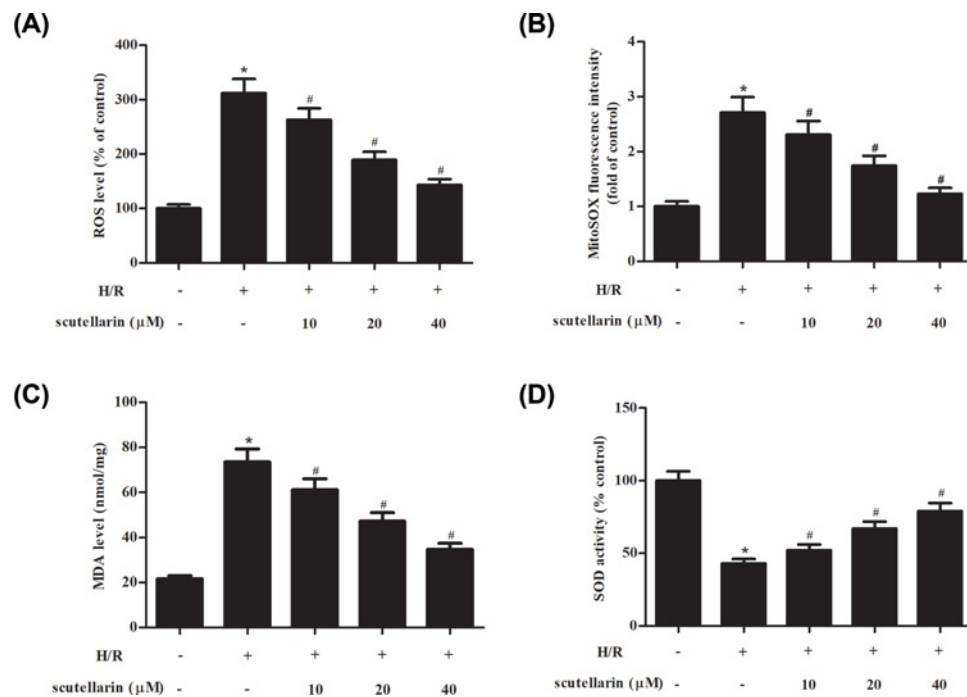 (A)
ROS level (% of control)
400
300
200
100
0
*
#
#
#
H/R - + + + +
scutellarin (μM) - - 10 20 40
(B)
MitoSOX fluorescence intensity
(fold of control)
4
3
2
1
0
*
#
#
#
H/R - + + + +
scutellarin (μM) - - 10 20 40
(C)
MDA level (nmol/mg)
100
80
60
40
20
0
*
#
#
#
H/R - + + + +
scutellarin (μM) - - 10 20 40
(D)
SOD activity (% control)
150
100
50
0
*
#
#
#
H/R - + + + +
scutellarin (μM) - - 10 20 40